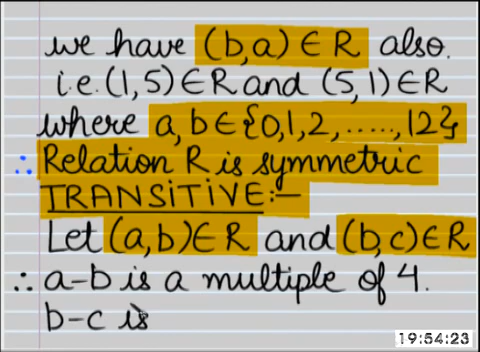 we have (b,a) ∈ R also.
i.e. (1,5)∈R and (5,1)∈R
where a, b ∈ {0,1,2, ....., 12}
∴ Relation R is symmetric
TRANSITIVE:-
Let (a,b)∈ R and (b,c)∈R
∴ a-b is a multiple of 4.
b-c is
19:54:23